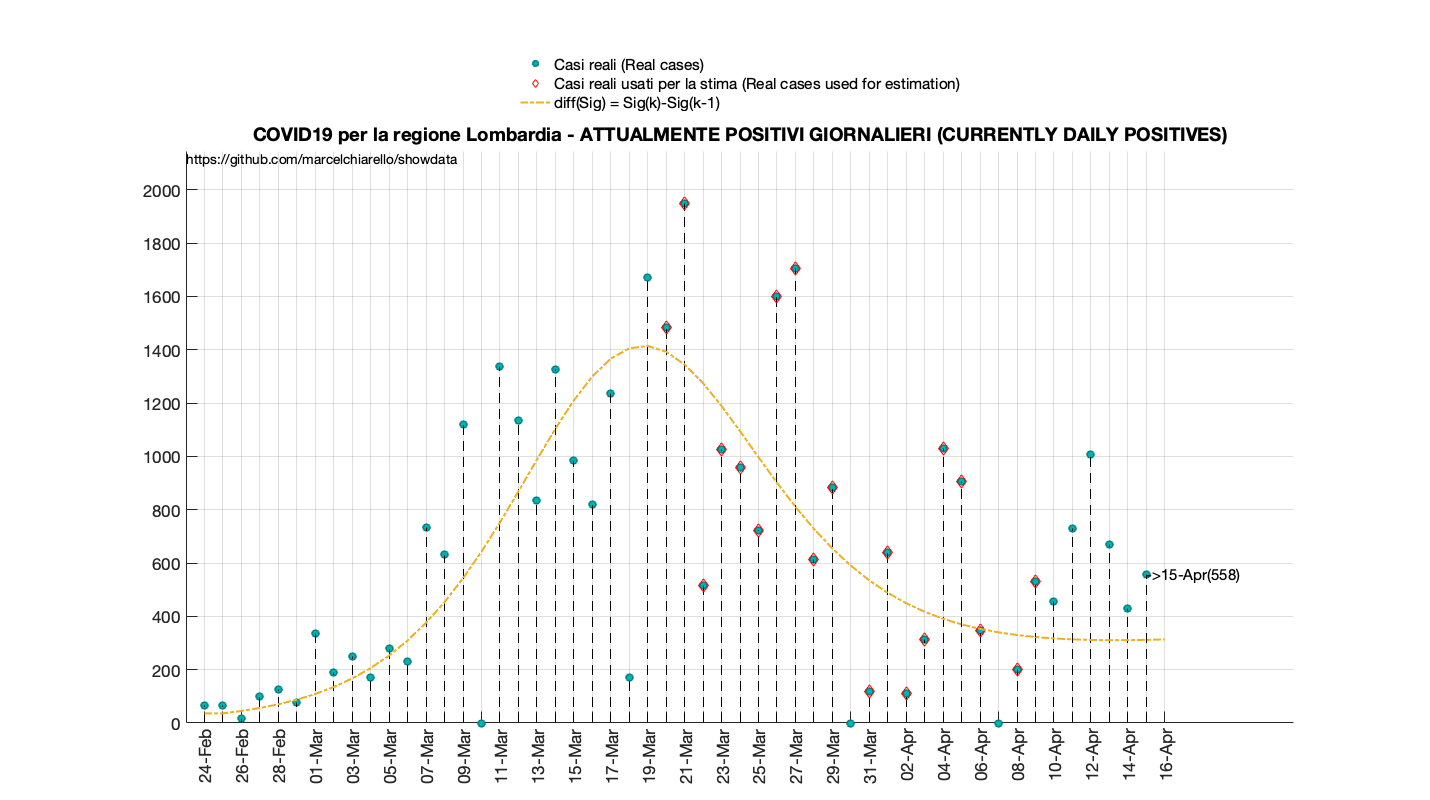 Casi reali (Real cases)
Casi reali usati per la stima (Real cases used for estimation)
diff(Sig) = Sig(k)-Sig(k-1)
COVID19 per la regione Lombardia - ATTUALMENTE POSITIVI GIORNALIERI (CURRENTLY DAILY POSITIVES)
https://github.com/marcelchiarello/showdata
2000
1800
1600
1400
1200
1000
800
600
400
200
0
->15-Apr(558)
24-Feb
26-Feb
28-Feb
01-Mar
03-Mar
05-Mar
07-Mar
09-Mar
11-Mar
13-Mar
15-Mar
17-Mar
19-Mar
21-Mar
23-Mar
25-Mar
27-Mar
29-Mar
31-Mar
02-Apr
04-Apr
06-Apr
08-Apr
10-Apr
12-Apr
14-Apr
16-Apr